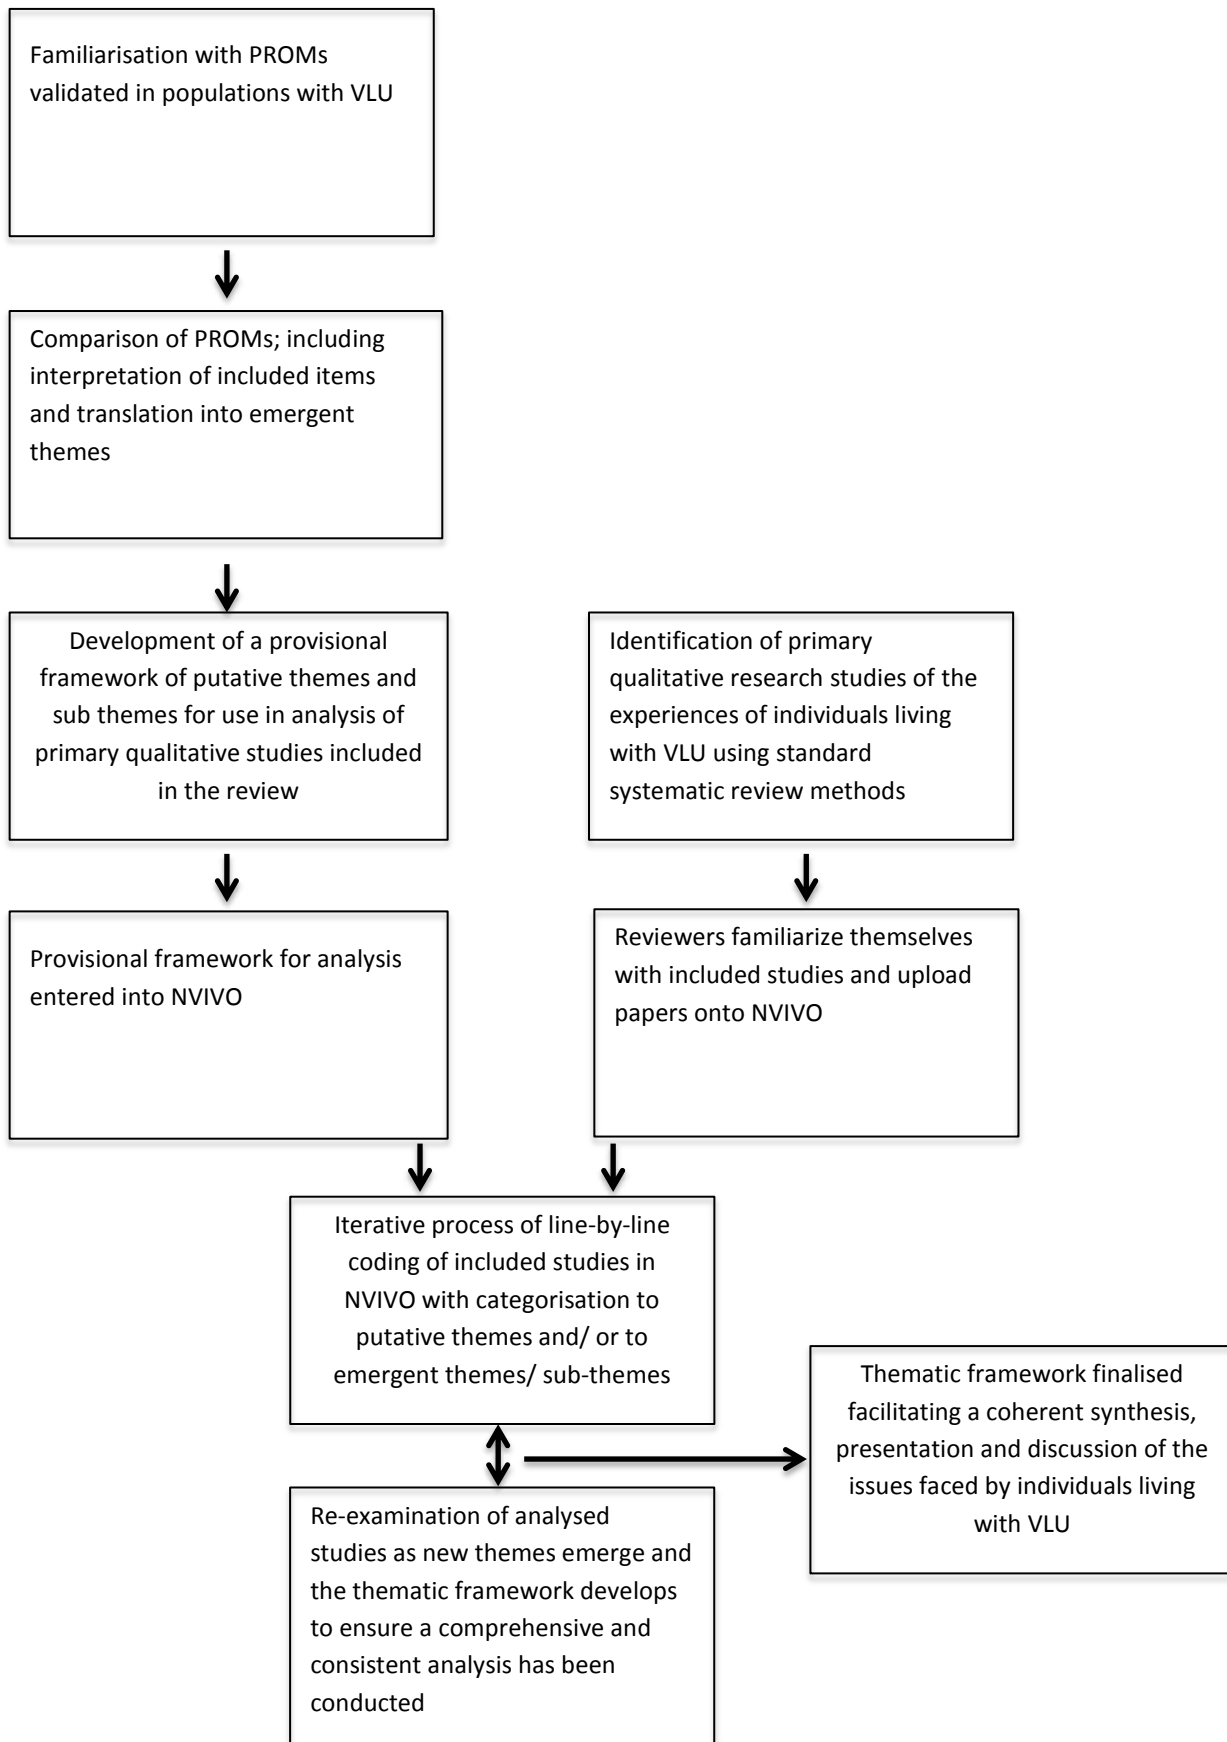 Familiarisation with PROMs
validated in populations with VLU
Comparison of PROMs; including
interpretation of included items
and translation into emergent
themes
Development of a provisional
framework of putative themes and
sub themes for use in analysis of
primary qualitative studies included
in the review
Identification of primary
qualitative research studies of the
experiences of individuals living
with VLU using standard
systematic review methods
Provisional framework for analysis
entered into NVIVO
Reviewers familiarize themselves
with included studies and upload
papers onto NVIVO
Iterative process of line-by-line
coding of included studies in
NVIVO with categorisation to
putative themes and/ or to
emergent themes/ sub-themes
Thematic framework finalised
facilitating a coherent synthesis,
presentation and discussion of the
issues faced by individuals living
with VLU
Re-examination of analysed
studies as new themes emerge and
the thematic framework develops
to ensure a comprehensive and
consistent analysis has been
conducted